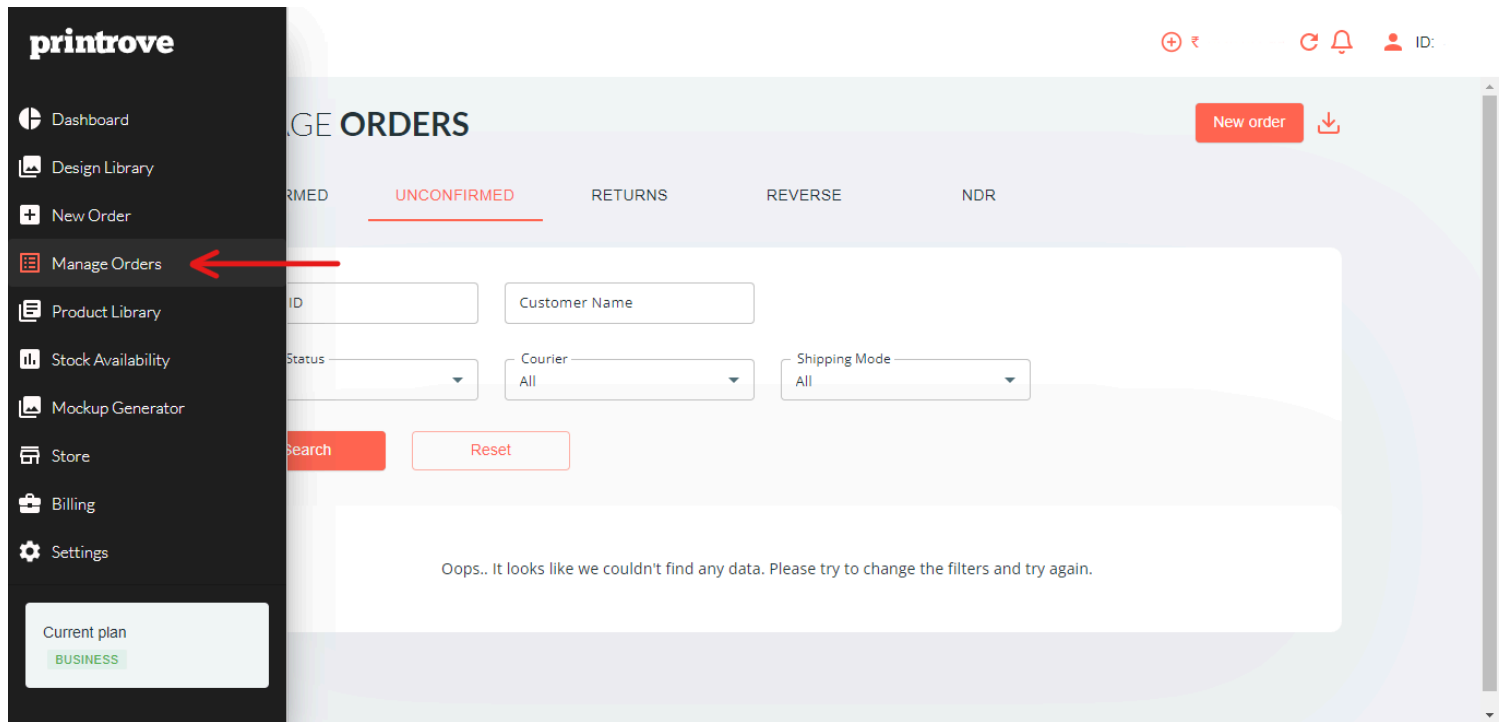 printrove
₹
ID:
Dashboard
Design Library
New Order
Manage Orders
Product Library
Stock Availability
Mockup Generator
Store
Billing
Settings
Current plan
BUSINESS
ORDERS
New order
UNCONFIRMED
RETURNS
REVERSE
NDR
ID
Customer Name
Status
Courier
All
Shipping Mode
All
Search
Reset
Oops.. It looks like we couldn't find any data. Please try to change the filters and try again.